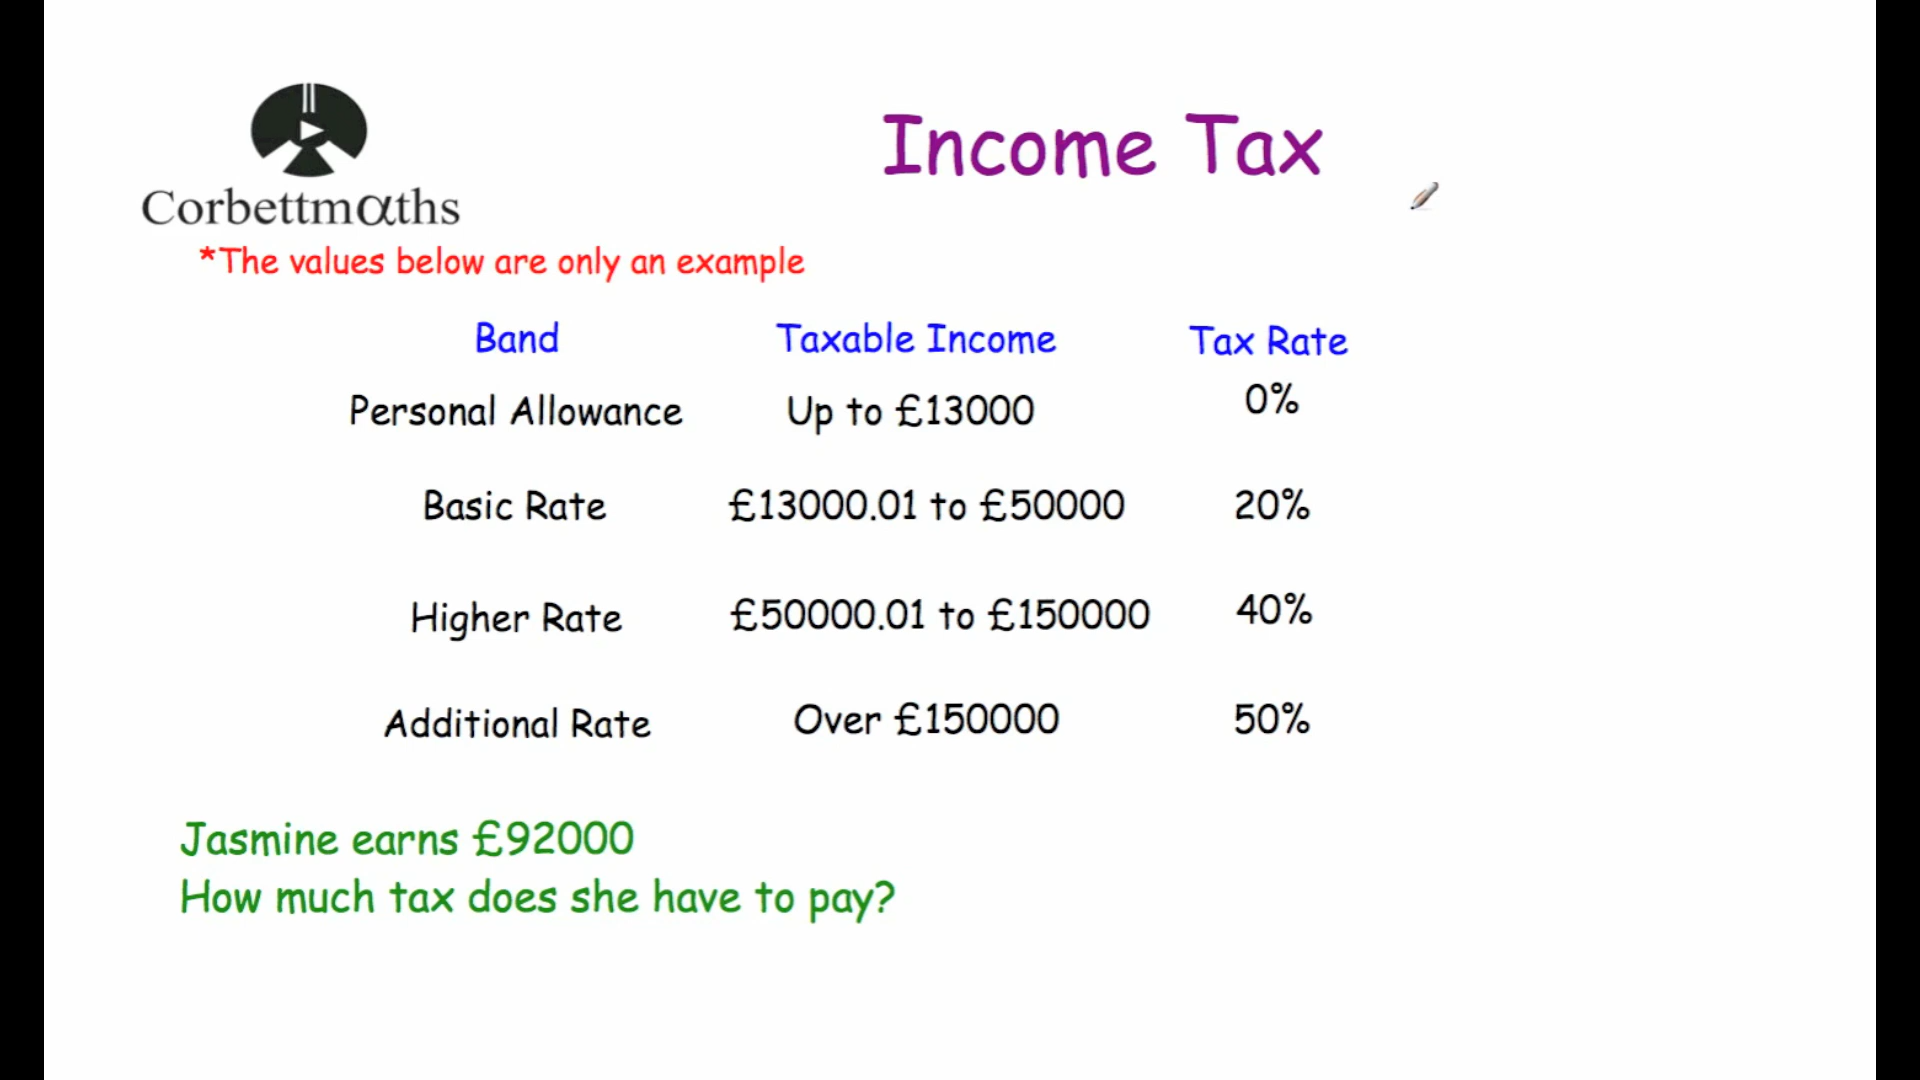 Corbettmαths
Income Tax
*The values below are only an example
Band Taxable Income Tax Rate
Personal Allowance Up to £13000 0%
Basic Rate £13000.01 to £50000 20%
Higher Rate £50000.01 to £150000 40%
Additional Rate Over £150000 50%
Jasmine earns £92000
How much tax does she have to pay?